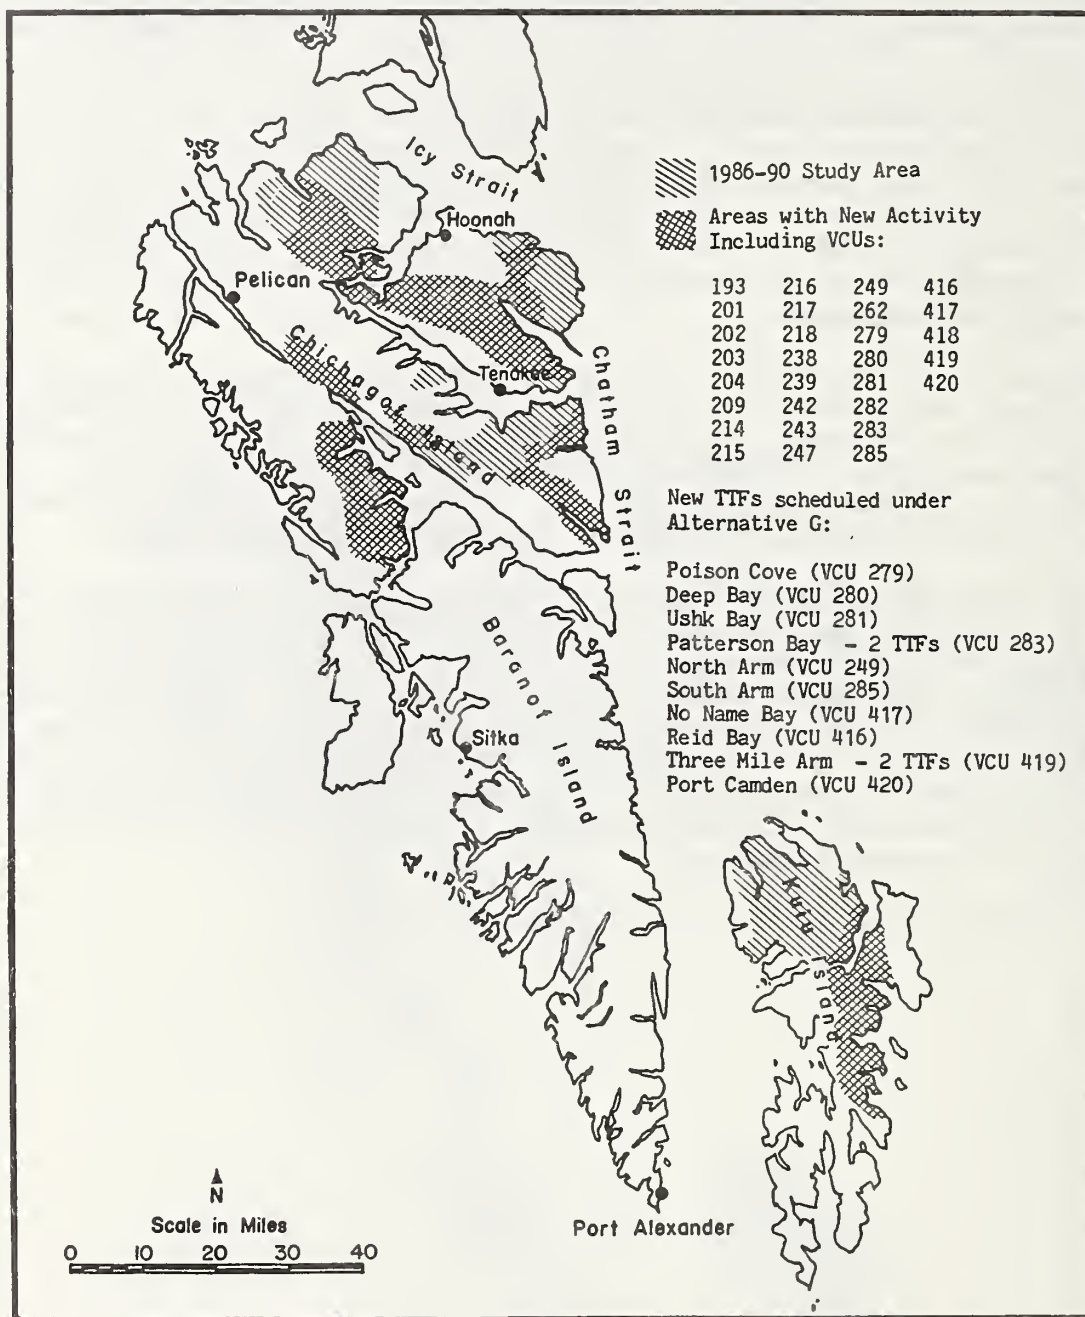 Icy Strait
Hoonah
Pelican
Chichagof Island
Tenakee
Chatham Strait
Baranof Island
Sitka
Port Alexander
Kuiu Island
1986-90 Study Area
Areas with New Activity
Including VCUs:
193 216 249 416
201 217 262 417
202 218 279 418
203 238 280 419
204 239 281 420
209 242 282
214 243 283
215 247 285
New TTFs scheduled under
Alternative G:
Poison Cove (VCU 279)
Deep Bay (VCU 280)
Ushk Bay (VCU 281)
Patterson Bay - 2 TTFs (VCU 283)
North Arm (VCU 249)
South Arm (VCU 285)
No Name Bay (VCU 417)
Reid Bay (VCU 416)
Three Mile Arm - 2 TTFs (VCU 419)
Port Camden (VCU 420)
N
Scale in Miles
0 10 20 30 40